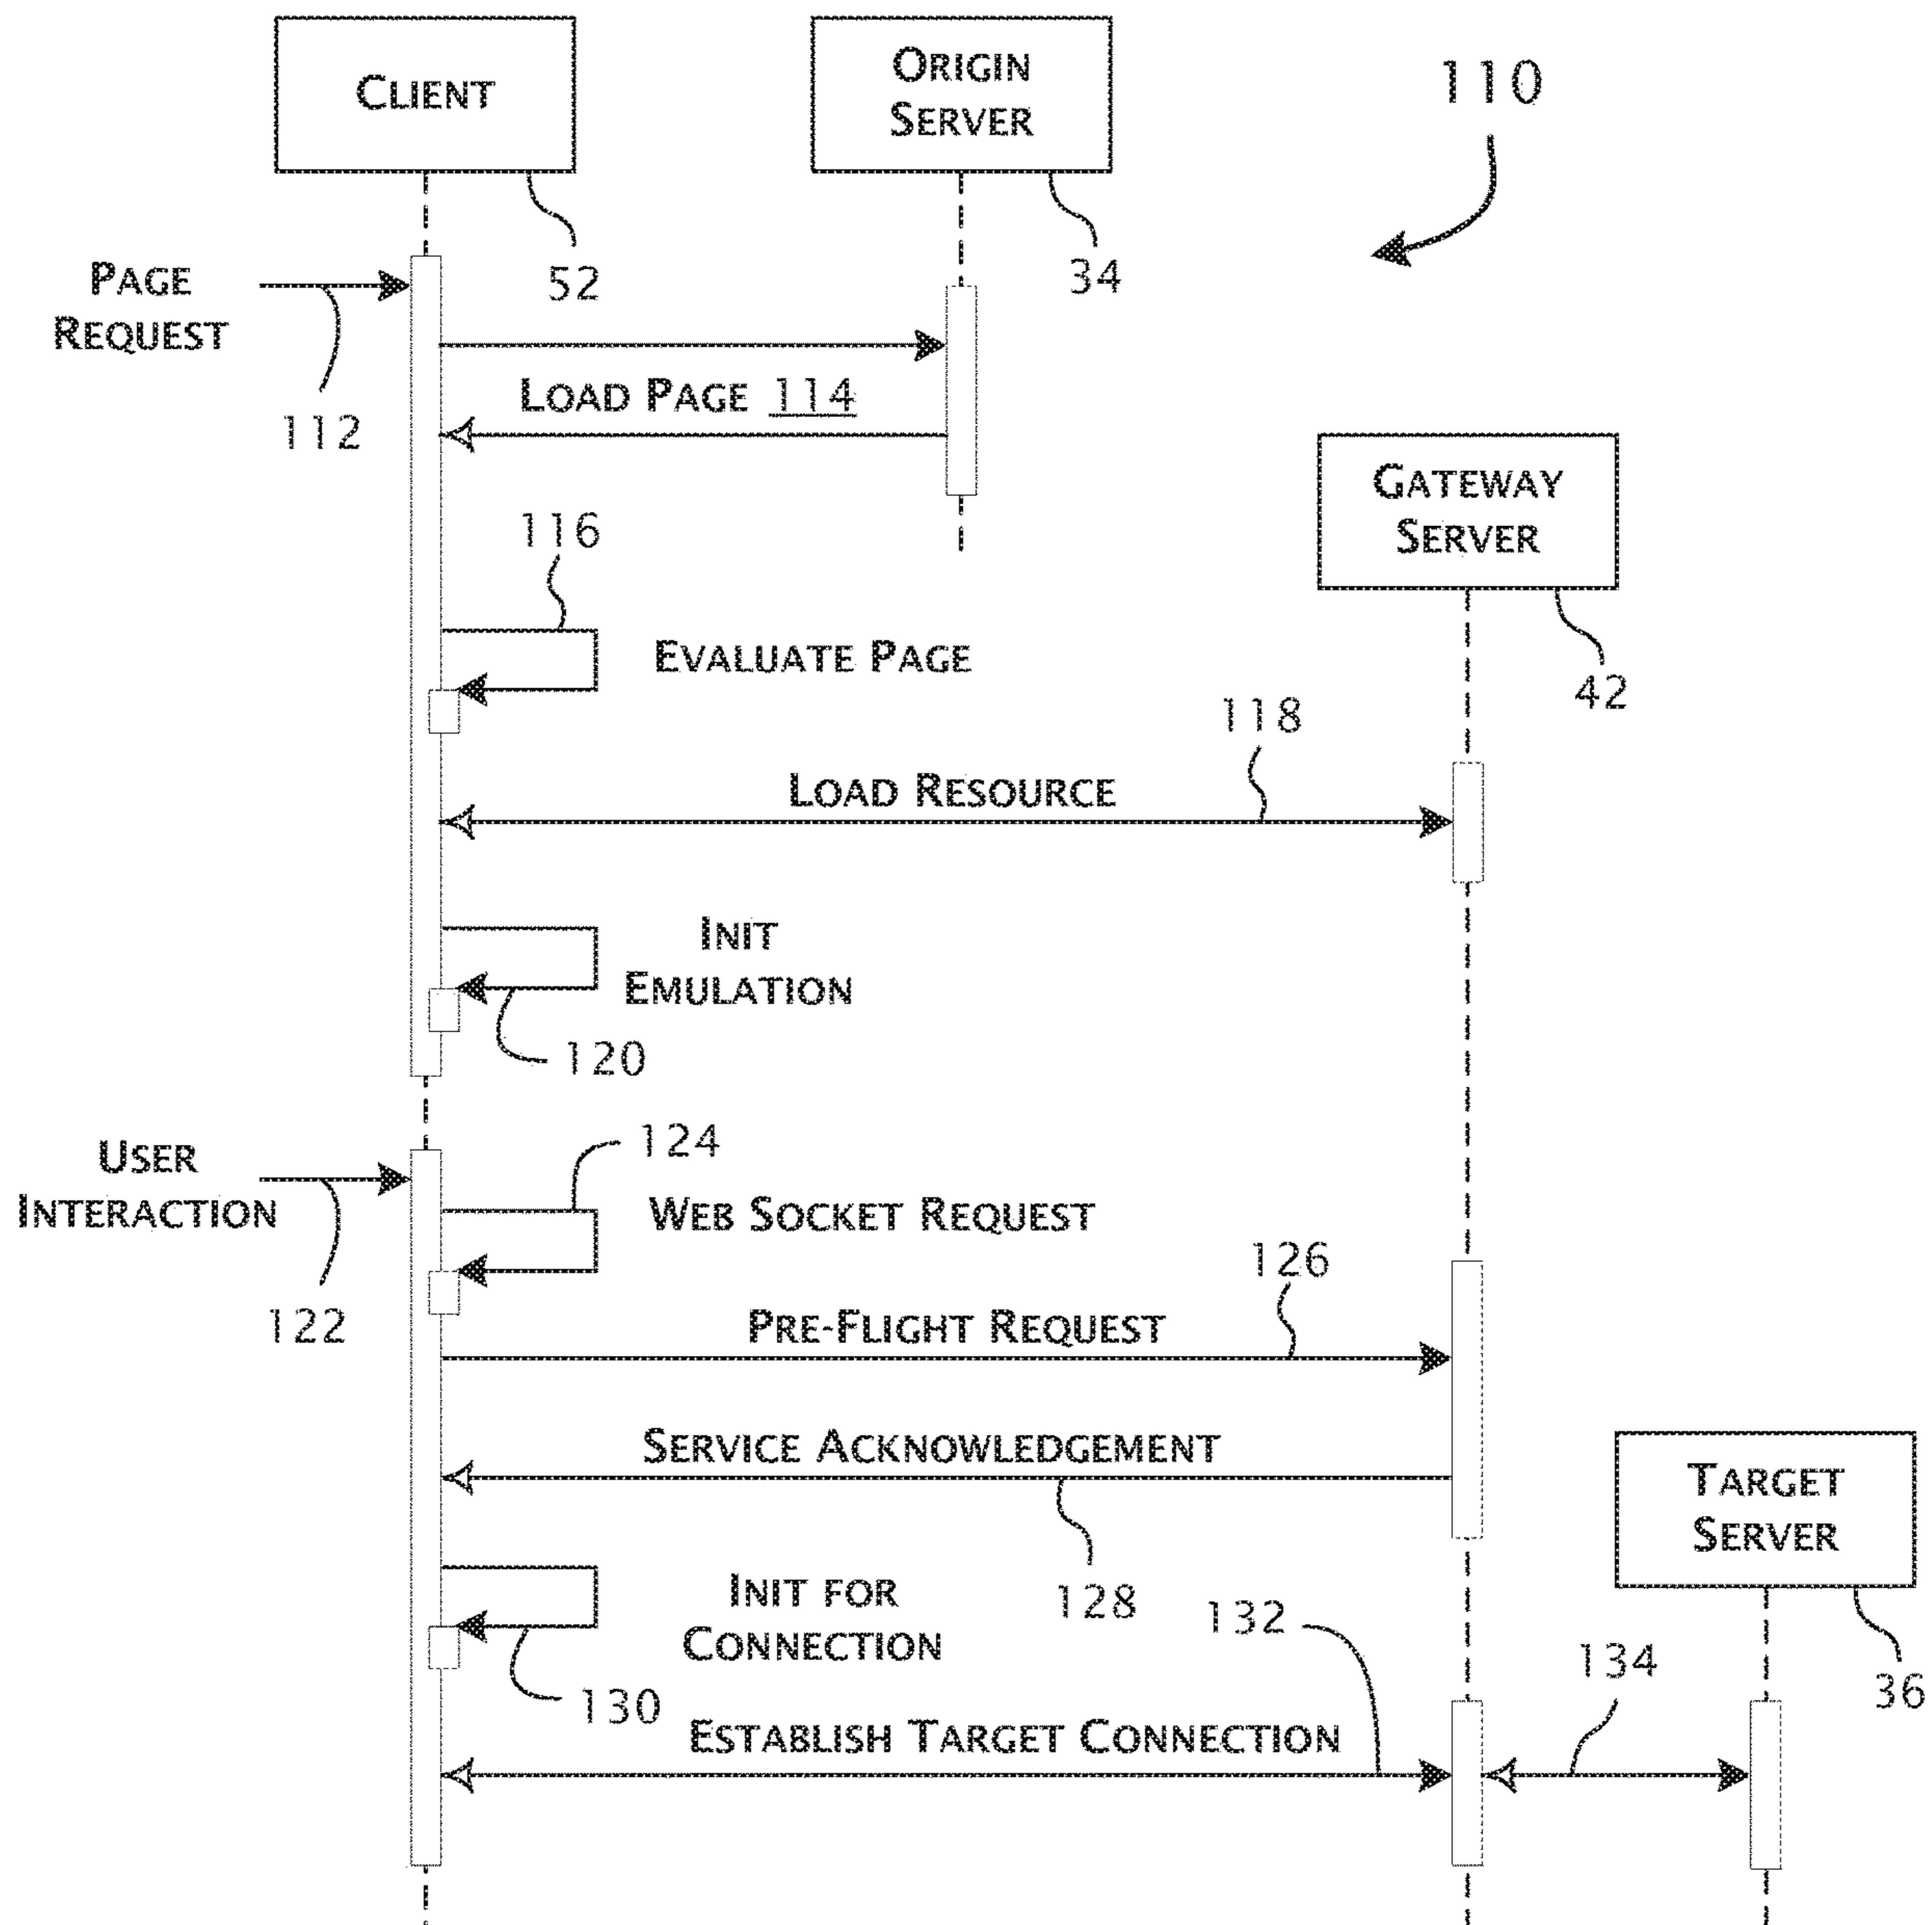 CLIENT
ORIGIN
SERVER
110
52
34
PAGE
REQUEST
112
LOAD PAGE 114
GATEWAY
SERVER
42
116
EVALUATE PAGE
118
LOAD RESOURCE
INIT
EMULATION
120
USER
INTERACTION
122
124
WEB SOCKET REQUEST
126
PRE-FLIGHT REQUEST
SERVICE ACKNOWLEDGEMENT
128
TARGET
SERVER
36
INIT FOR
CONNECTION
130
132
134
ESTABLISH TARGET CONNECTION